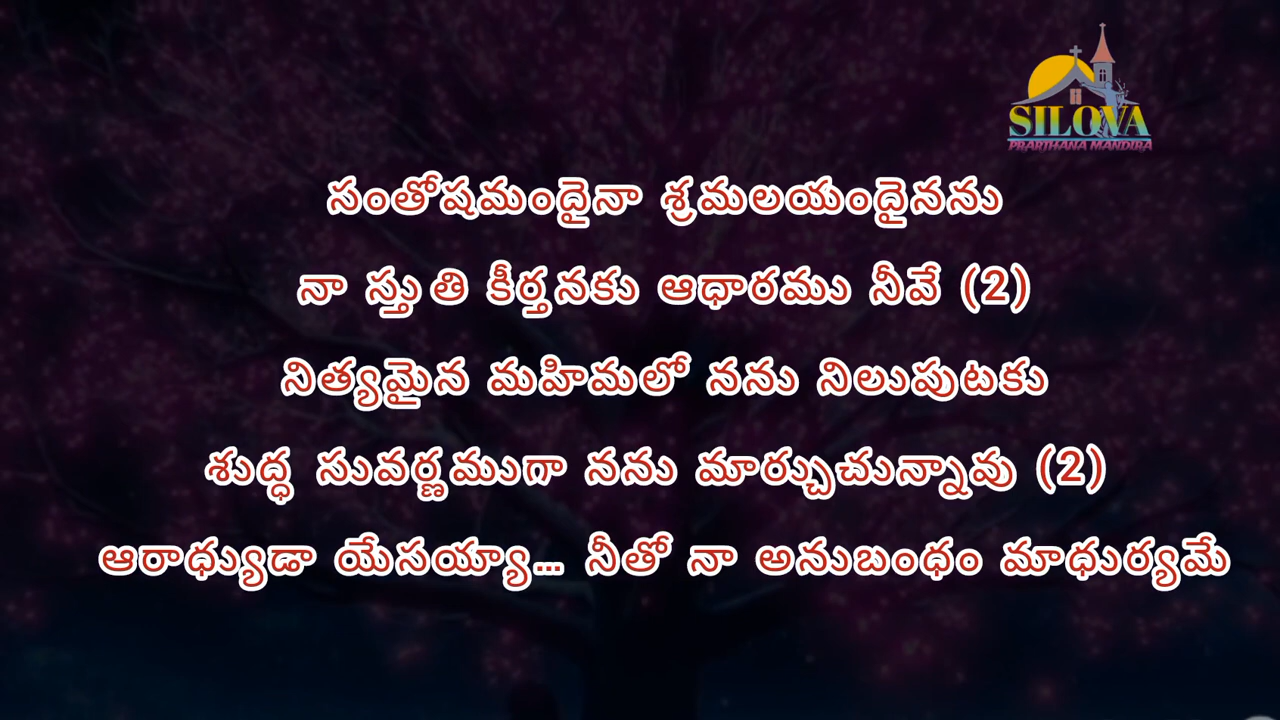 SILOVA
PRARTHANA MANDIRA
సంతోషమందైనా శ్రమలయందైనను
నా స్తుతి కీర్తనకు ఆధారము నీవే (2)
నిత్యమైన మహిమలో నను నిలుపుటకు
శుద్ధ సువర్ణముగా నను మార్చుచున్నావు (2)
ఆరాధ్యుడా యేసయ్యా... నీతో నా అనుబంధం మాధుర్యమే